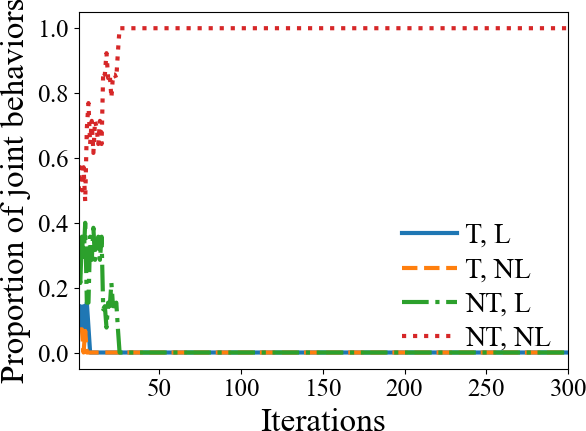 Proportion of joint behaviors
1.0
0.8
0.6
0.4
0.2
0.0
T, L
T, NL
NT, L
NT, NL
50 100 150 200 250 300
Iterations